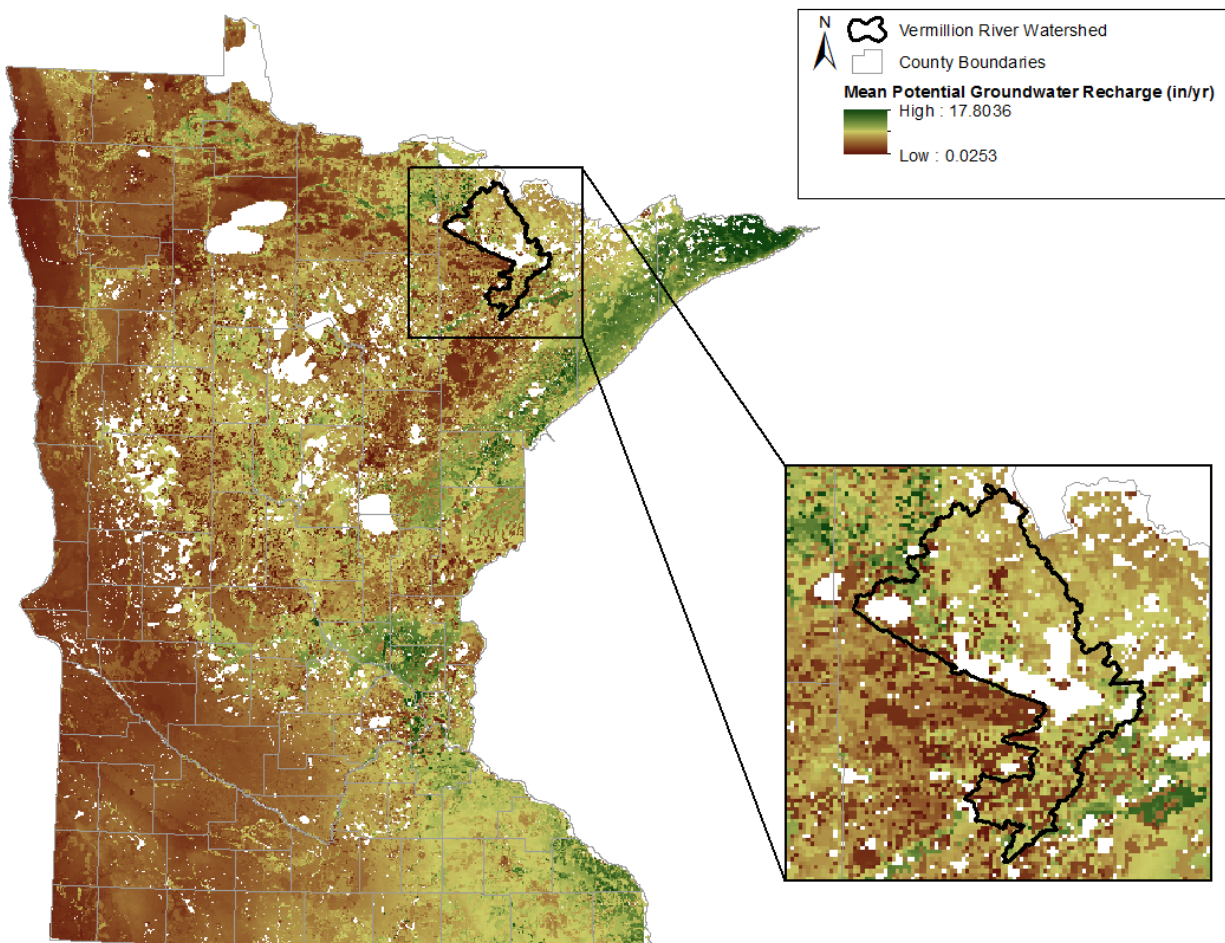 N
Vermillion River Watershed
County Boundaries
Mean Potential Groundwater Recharge (in/yr)
High : 17.8036
Low : 0.0253